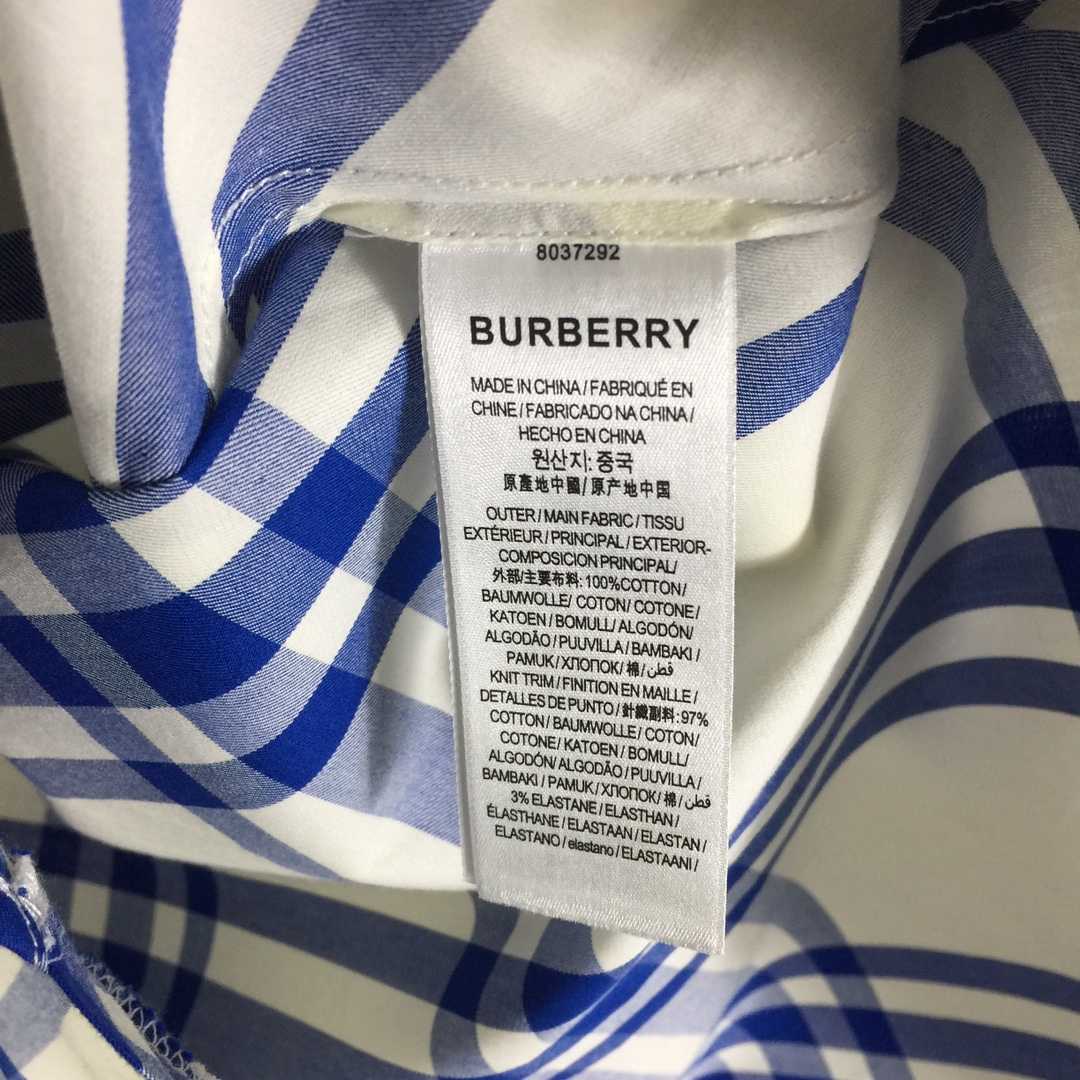 8037292
BURBERRY
MADE IN CHINA / FABRIQUÉ EN
CHINE / FABRICADO NA CHINA /
HECHO EN CHINA
원산지: 중국
原產地中國/原产地中国
OUTER / MAIN FABRIC / TISSU
EXTÉRIEUR / PRINCIPAL / EXTERIOR-
COMPOSICION PRINCIPAL/
外部/主要布料: 100%COTTON /
BAUMWOLLE/ COTON/ COTONE/
KATOEN / BOMULL/ ALGODÓN/
ALGODÃO / PUUVILLA / BAMBAKI /
PAMUK / ХЛОПОК/ 棉 / قطن /
KNIT TRIM / FINITION EN MAILLE /
DETALLES DE PUNTO / 針織副料: 97%
COTTON / BAUMWOLLE / COTON /
COTONE/ KATOEN / BOMULL /
ALGODÓN/ ALGODÃO / PUUVILLA /
BAMBAKI / PAMUK / ХЛОПОК/ 棉 / قطن /
3% ELASTANE / ELASTHAN /
ÉLASTHANE / ELASTAAN / ELASTAN /
ELASTANO / elastano / ELASTAANI /